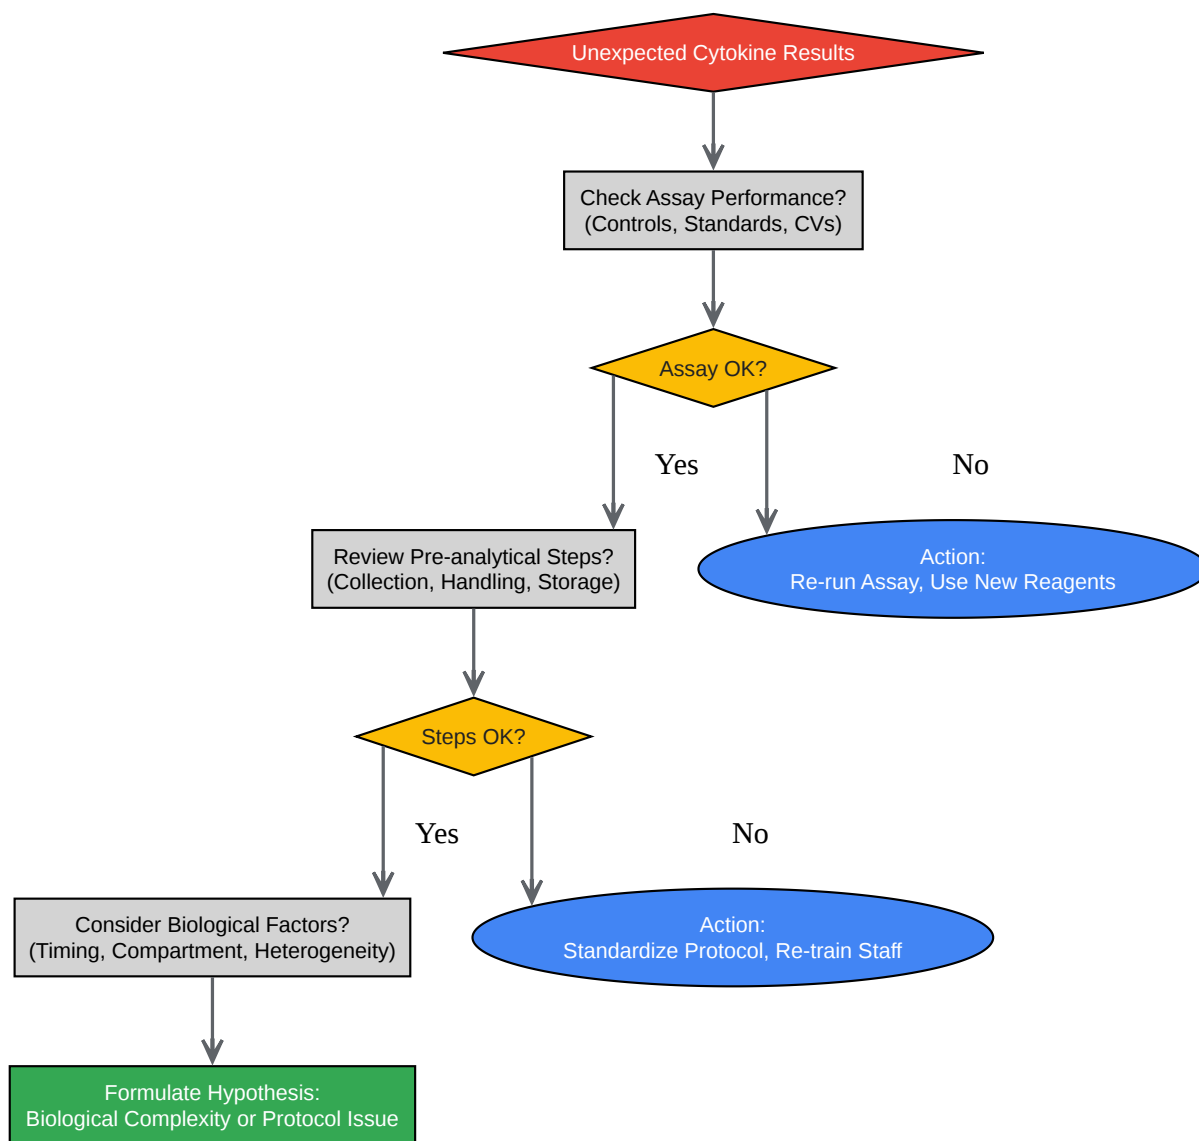 Unexpected Cytokine Results
Check Assay Performance?
(Controls, Standards, CVs)
Assay OK?
Yes
No
Review Pre-analytical Steps?
(Collection, Handling, Storage)
Action:
Re-run Assay, Use New Reagents
Steps OK?
Yes
No
Consider Biological Factors?
(Timing, Compartment, Heterogeneity)
Action:
Standardize Protocol, Re-train Staff
Formulate Hypothesis:
Biological Complexity or Protocol Issue